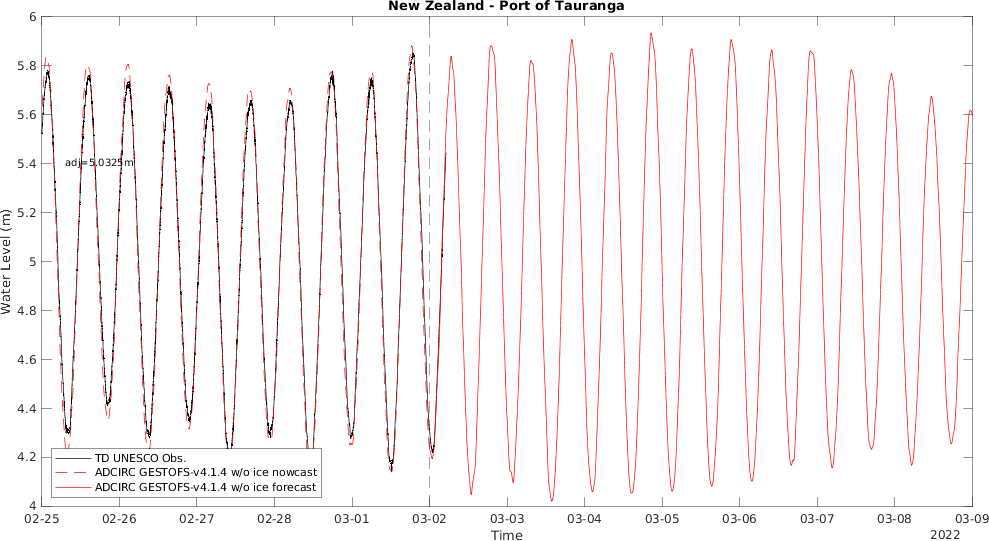 New Zealand - Port of Tauranga
Water Level (m)
6
5.8
5.6
5.4
5.2
5
4.8
4.6
4.4
4.2
4
adj=5.0325m
TD UNESCO Obs.
ADCIRC GESTOFS-v4.1.4 w/o ice nowcast
ADCIRC GESTOFS-v4.1.4 w/o ice forecast
02-25 02-26 02-27 02-28 03-01 03-02 03-03 03-04 03-05 03-06 03-07 03-08 03-09
Time
2022